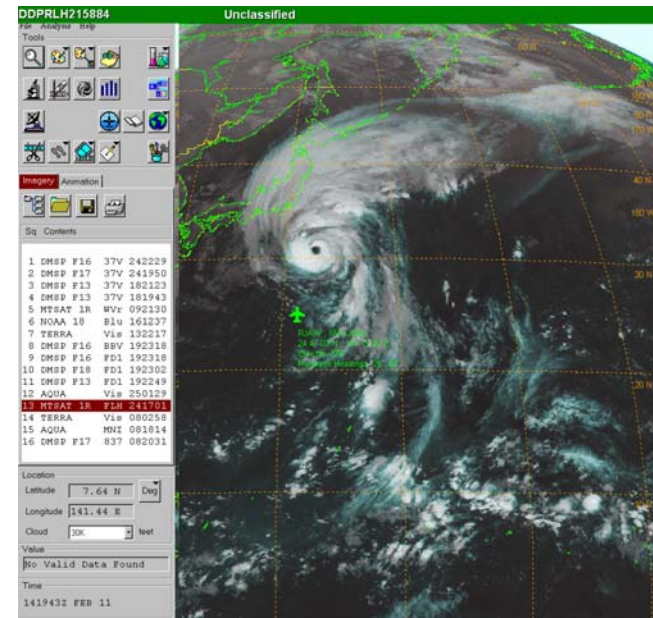 DDPRLH215884 Unclassified
File Analysis Help
Tools
Imagery Animation
Sq Contents
1 DMSP F16 37V 242229
2 DMSP F17 37V 241950
3 DMSP F13 37V 182123
4 DMSP F13 37V 181943
5 MTSAT 1R WVr 092130
6 NOAA 18 Blu 161237
7 TERRA Vis 132217
8 DMSP F16 BBV 192318
9 DMSP F16 FD1 192318
10 DMSP F18 FD1 192302
11 DMSP F13 FD1 192249
12 AQUA Vis 250129
13 MTSAT 1R FLH 241701
14 TERRA Vis 080258
15 AQUA MNI 081814
16 DMSP F17 837 082031
Location
Latitude 7.64 N Deg
Longitude 141.44 E
Cloud 30K feet
Value
No Valid Data Found
Time
141943Z FEB 11
40 N
30 N
20 N